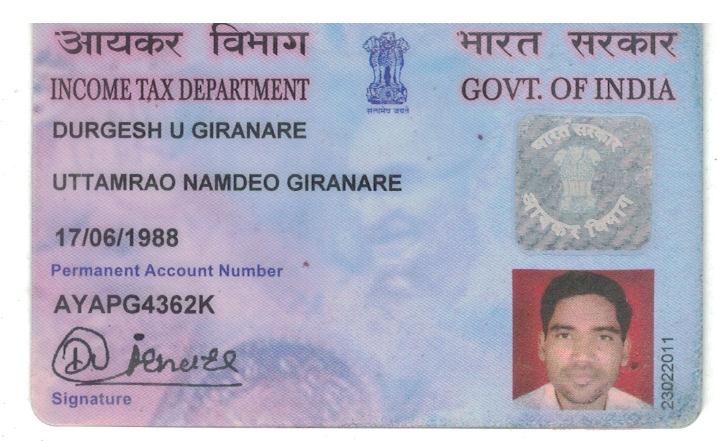 आयकर विभाग
भारत सरकार
INCOME TAX DEPARTMENT
GOVT. OF INDIA
सत्यमेव जयते
DURGESH U GIRANARE
भारत सरकार
UTTAMRAO NAMDEO GIRANARE
आयकर विभाग
17/06/1988
Permanent Account Number
AYAPG4362K
23022011
Signature